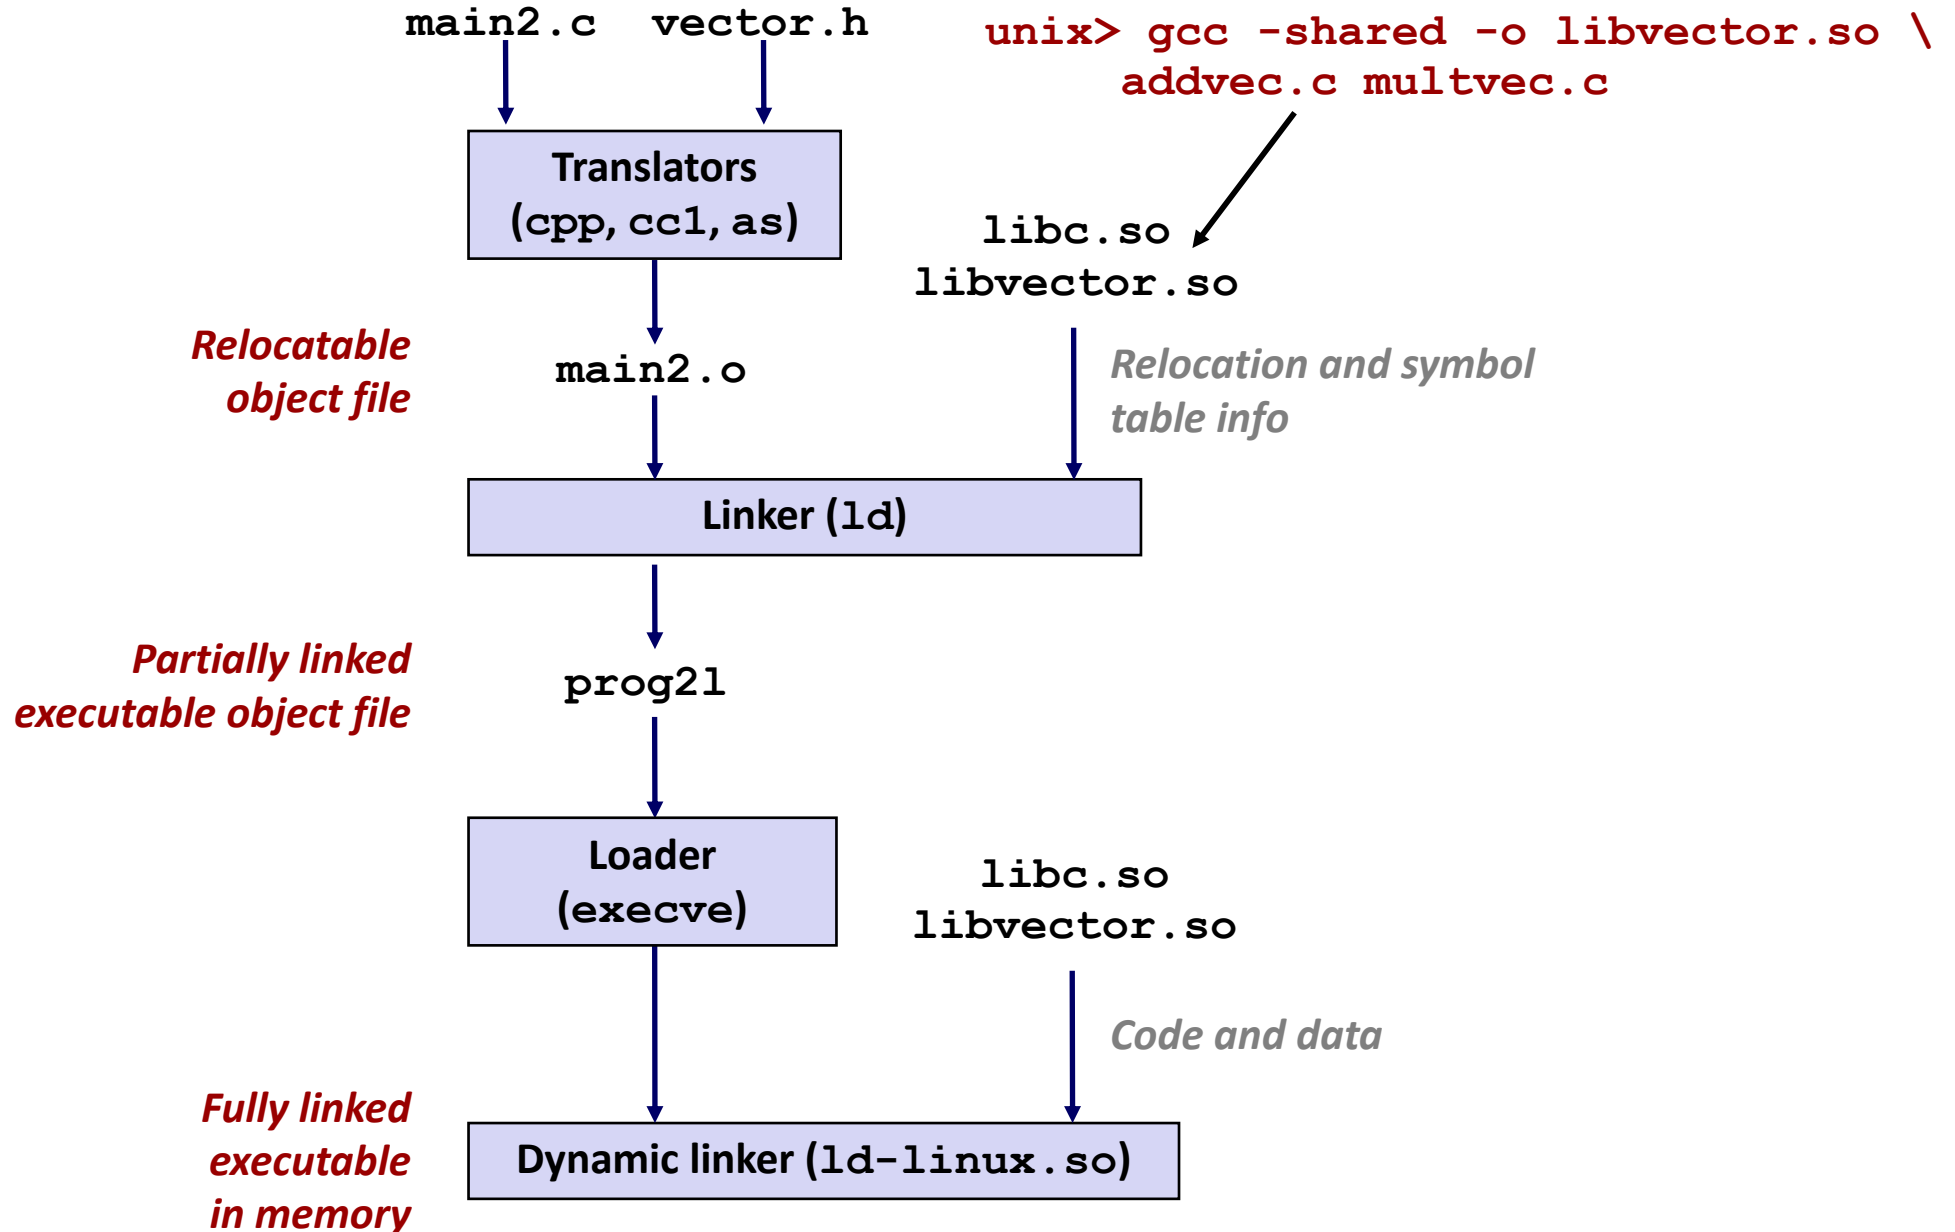 main2.c vector.h
unix> gcc -shared -o libvector.so \
addvec.c multvec.c
Translators
(cpp, cc1, as)
libc.so
libvector.so
Relocatable
object file
main2.o
Relocation and symbol
table info
Linker (ld)
Partially linked
executable object file
prog2l
Loader
(execve)
libc.so
libvector.so
Code and data
Fully linked
executable
in memory
Dynamic linker (ld-linux.so)